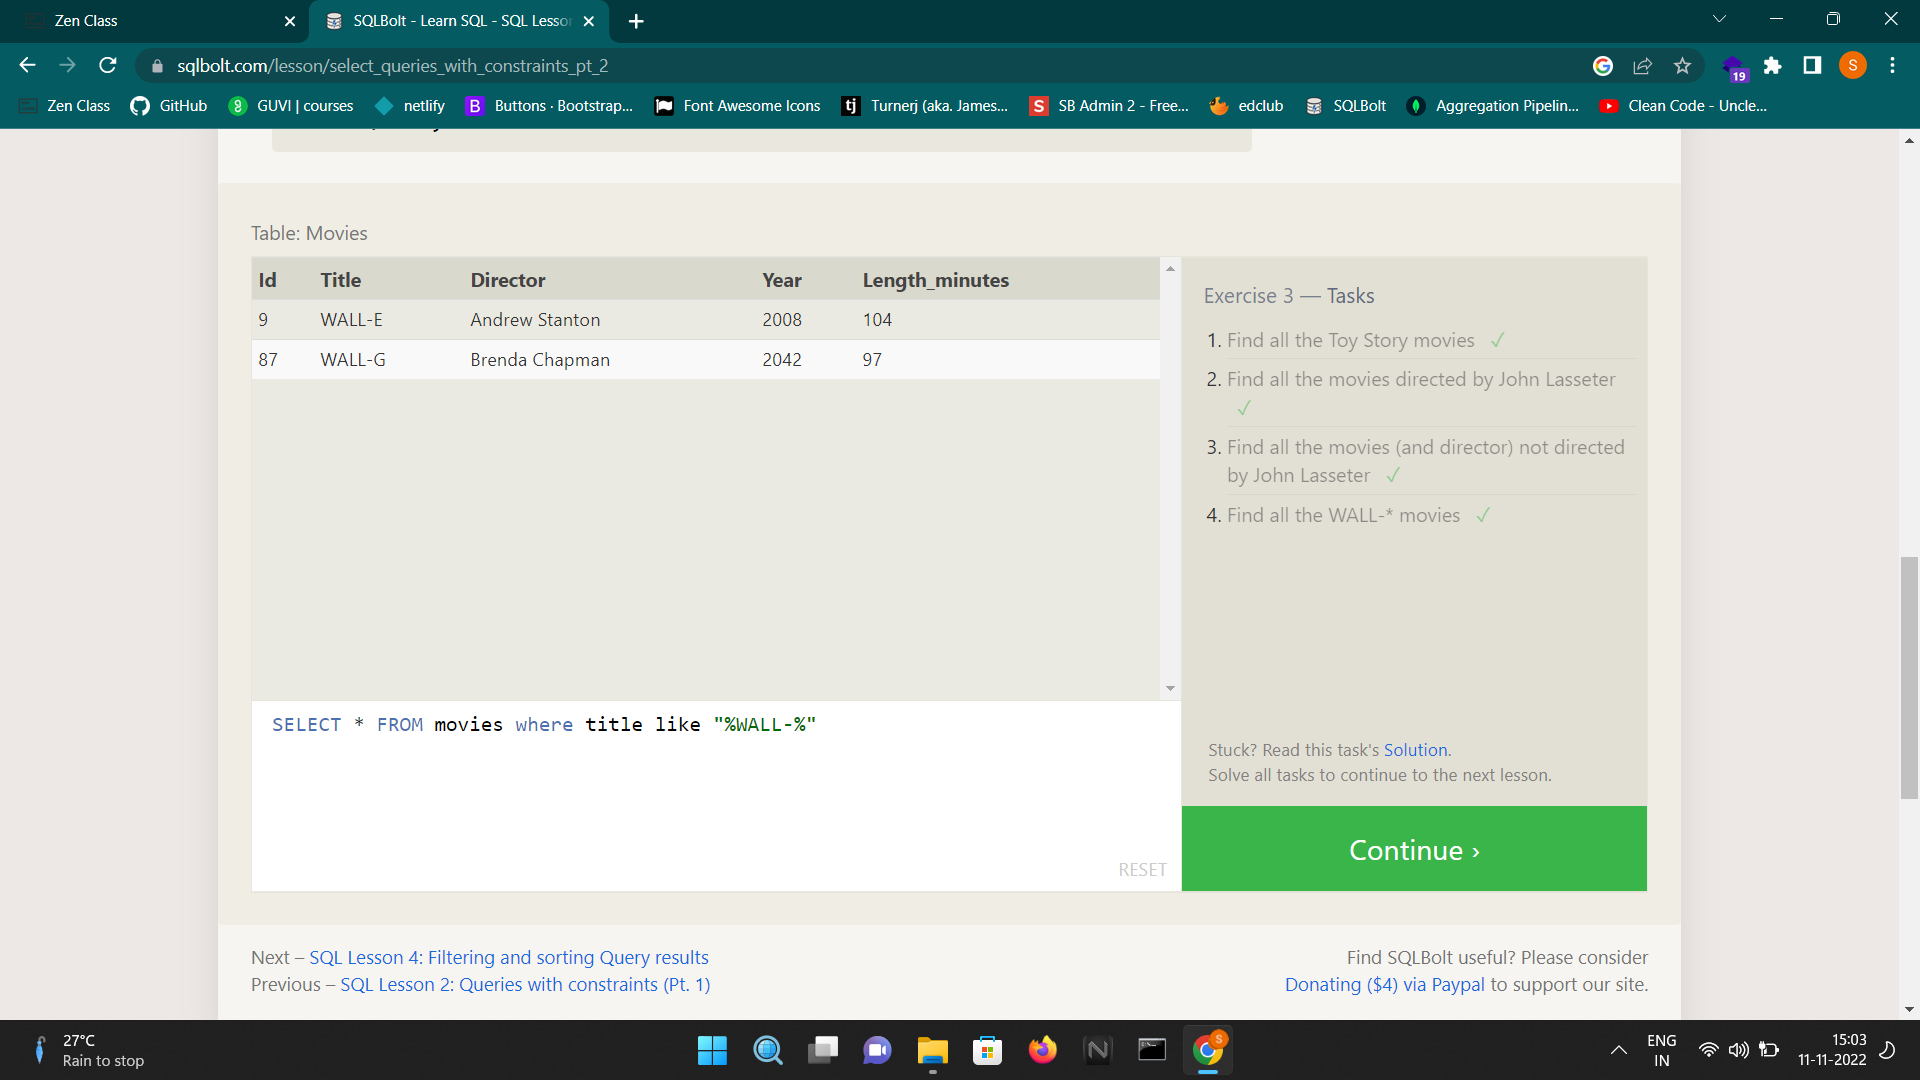 Zen Class
SQLBolt - Learn SQL - SQL Lesson
sqlbolt.com/lesson/select_queries_with_constraints_pt_2
19
S
Zen Class
GitHub
GUVI | courses
netlify
B Buttons · Bootstrap...
Font Awesome Icons
tj Turnerj (aka. James...
S SB Admin 2 - Free...
edclub
SQLBolt
Aggregation Pipelin...
Clean Code - Uncle...
Table: Movies
Id Title Director Year Length_minutes
9 WALL-E Andrew Stanton 2008 104
87 WALL-G Brenda Chapman 2042 97
SELECT * FROM movies where title like "%WALL-%"
RESET
Exercise 3 — Tasks
1. Find all the Toy Story movies ✓
2. Find all the movies directed by John Lasseter
✓
3. Find all the movies (and director) not directed
by John Lasseter ✓
4. Find all the WALL-* movies ✓
Stuck? Read this task's Solution.
Solve all tasks to continue to the next lesson.
Continue ›
Next – SQL Lesson 4: Filtering and sorting Query results
Previous – SQL Lesson 2: Queries with constraints (Pt. 1)
Find SQLBolt useful? Please consider
Donating ($4) via Paypal to support our site.
27°C
Rain to stop
S
ENG
IN
15:03
11-11-2022